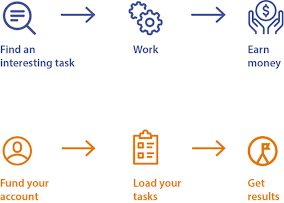 Find an
interesting task
Work
Earn
money
Fund your
account
Load your
tasks
Get
results